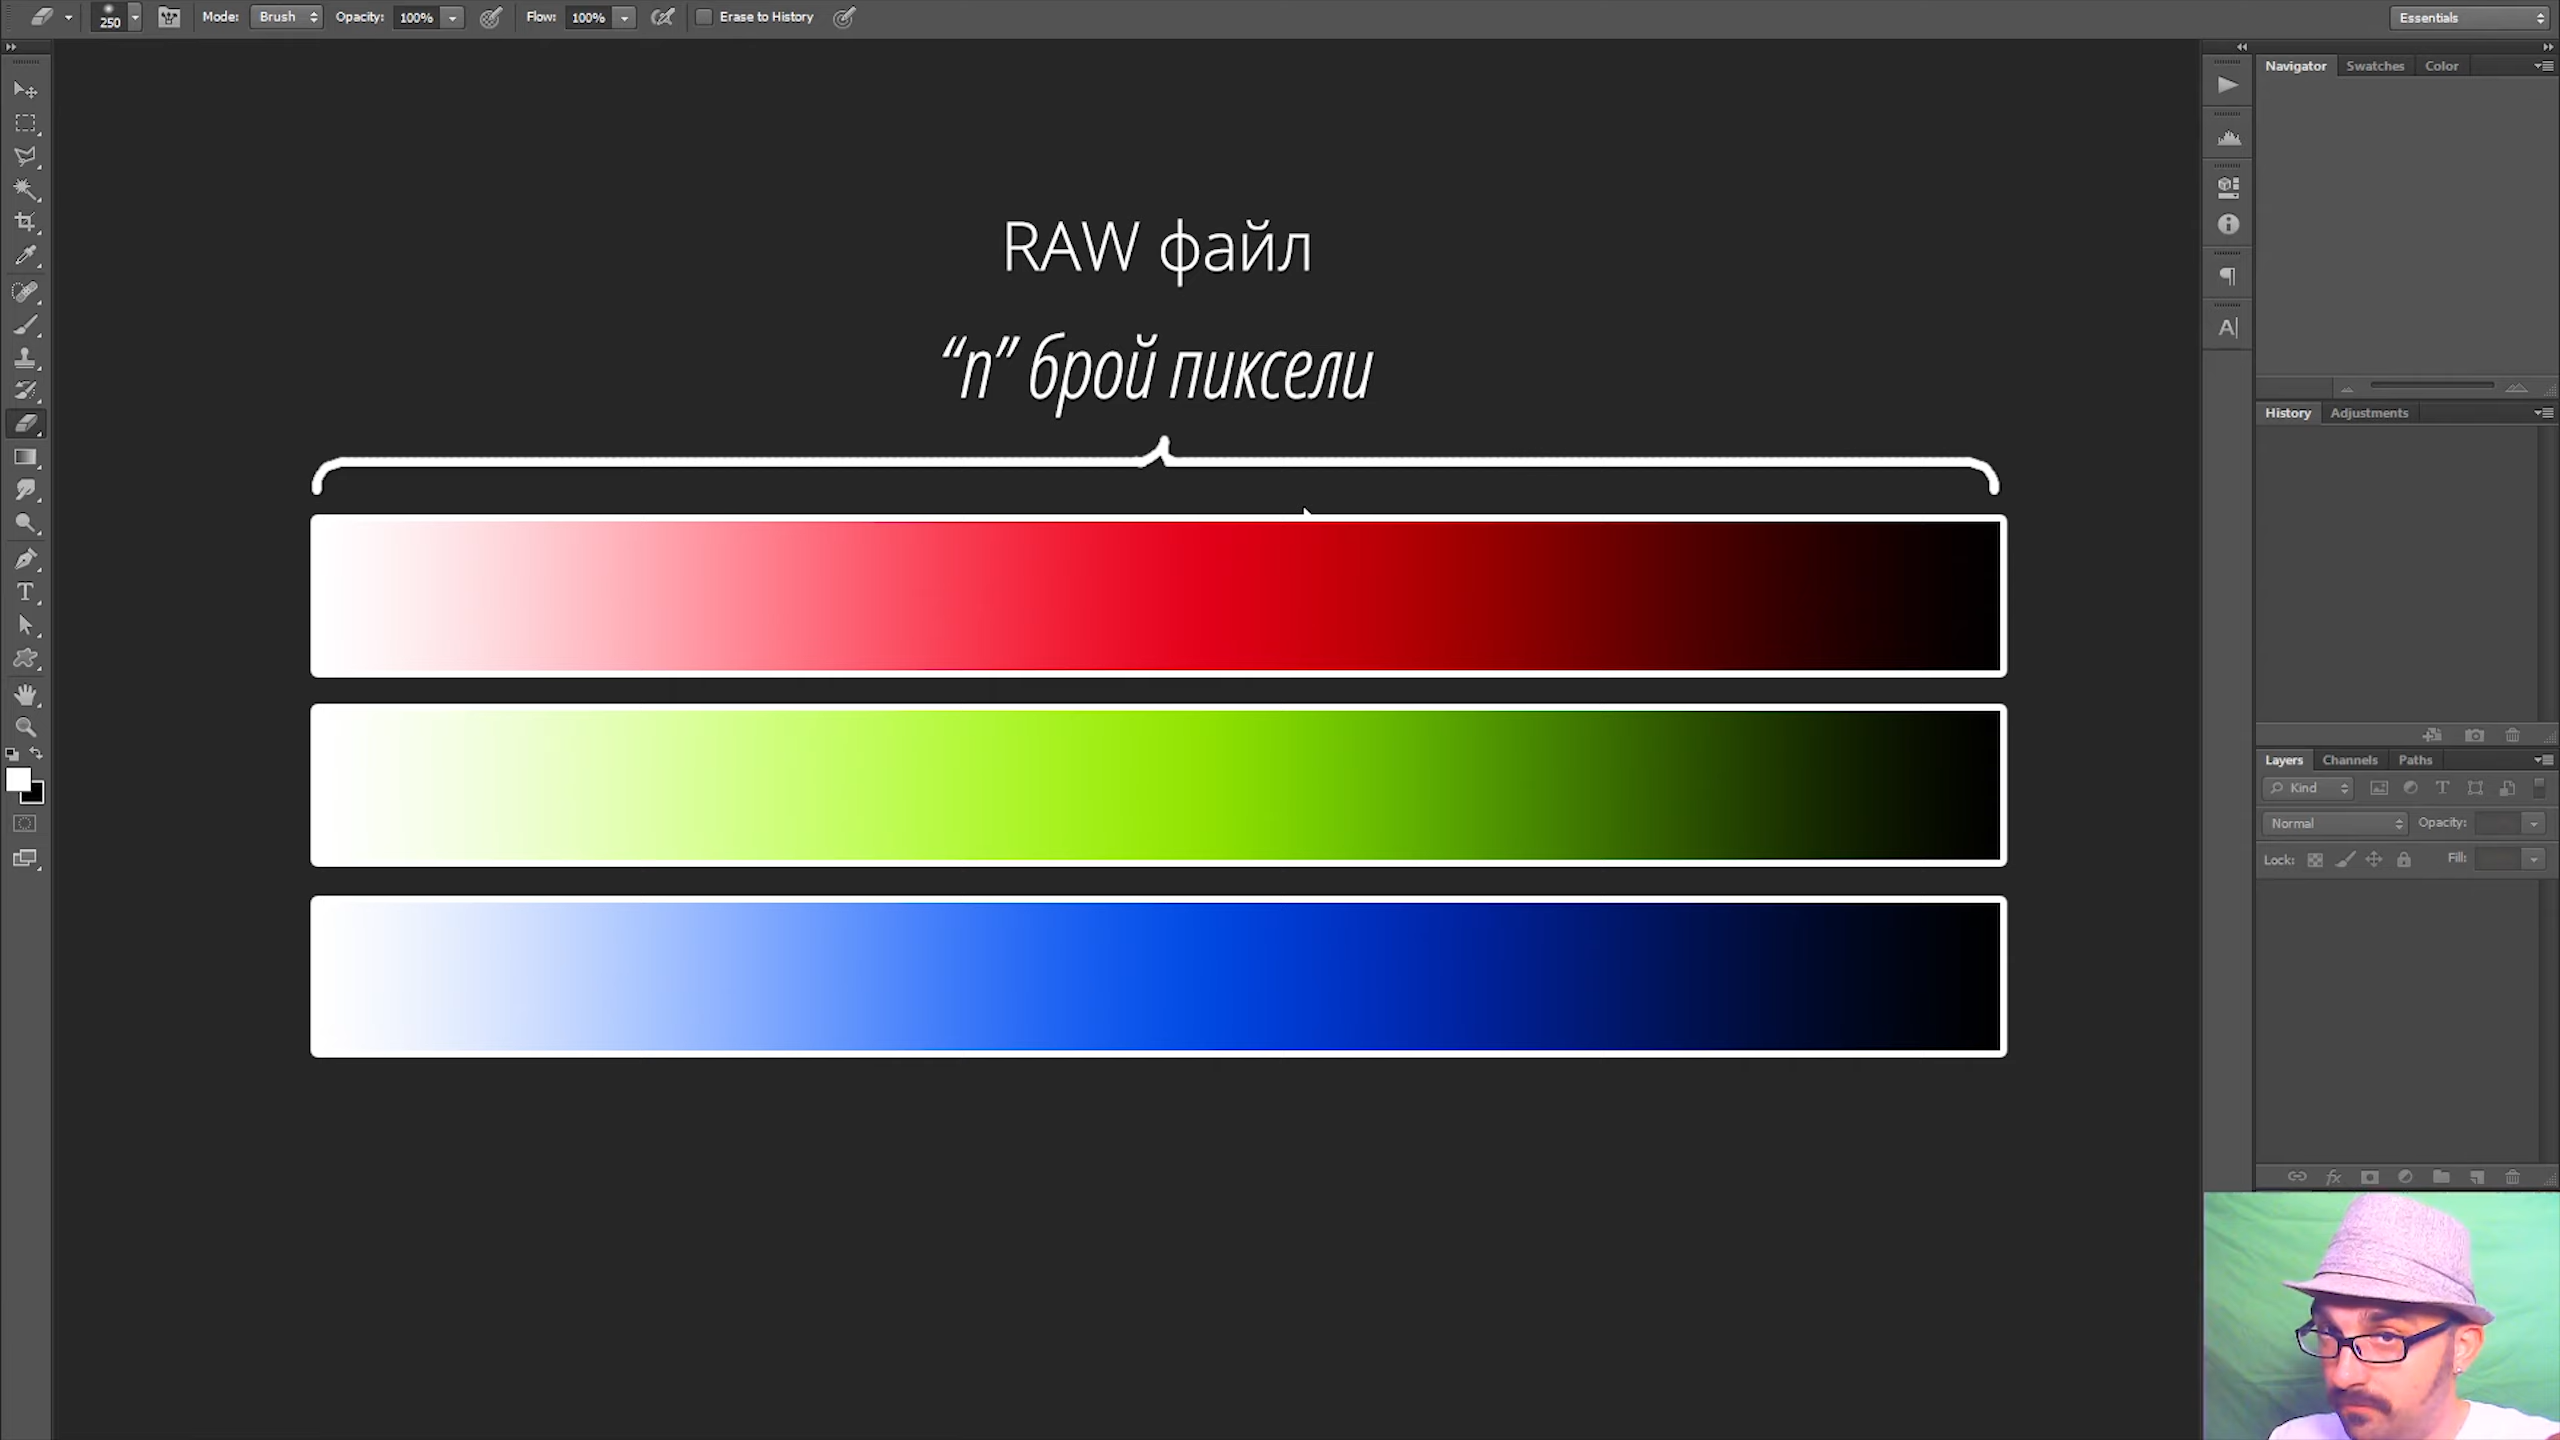 250 Mode: Brush Opacity: 100% Flow: 100% Erase to History Essentials
Navigator Swatches Color
RAW файл
“n” брой пиксели
History Adjustments
Layers Channels Paths
Kind
Normal Opacity:
Lock: Fill: